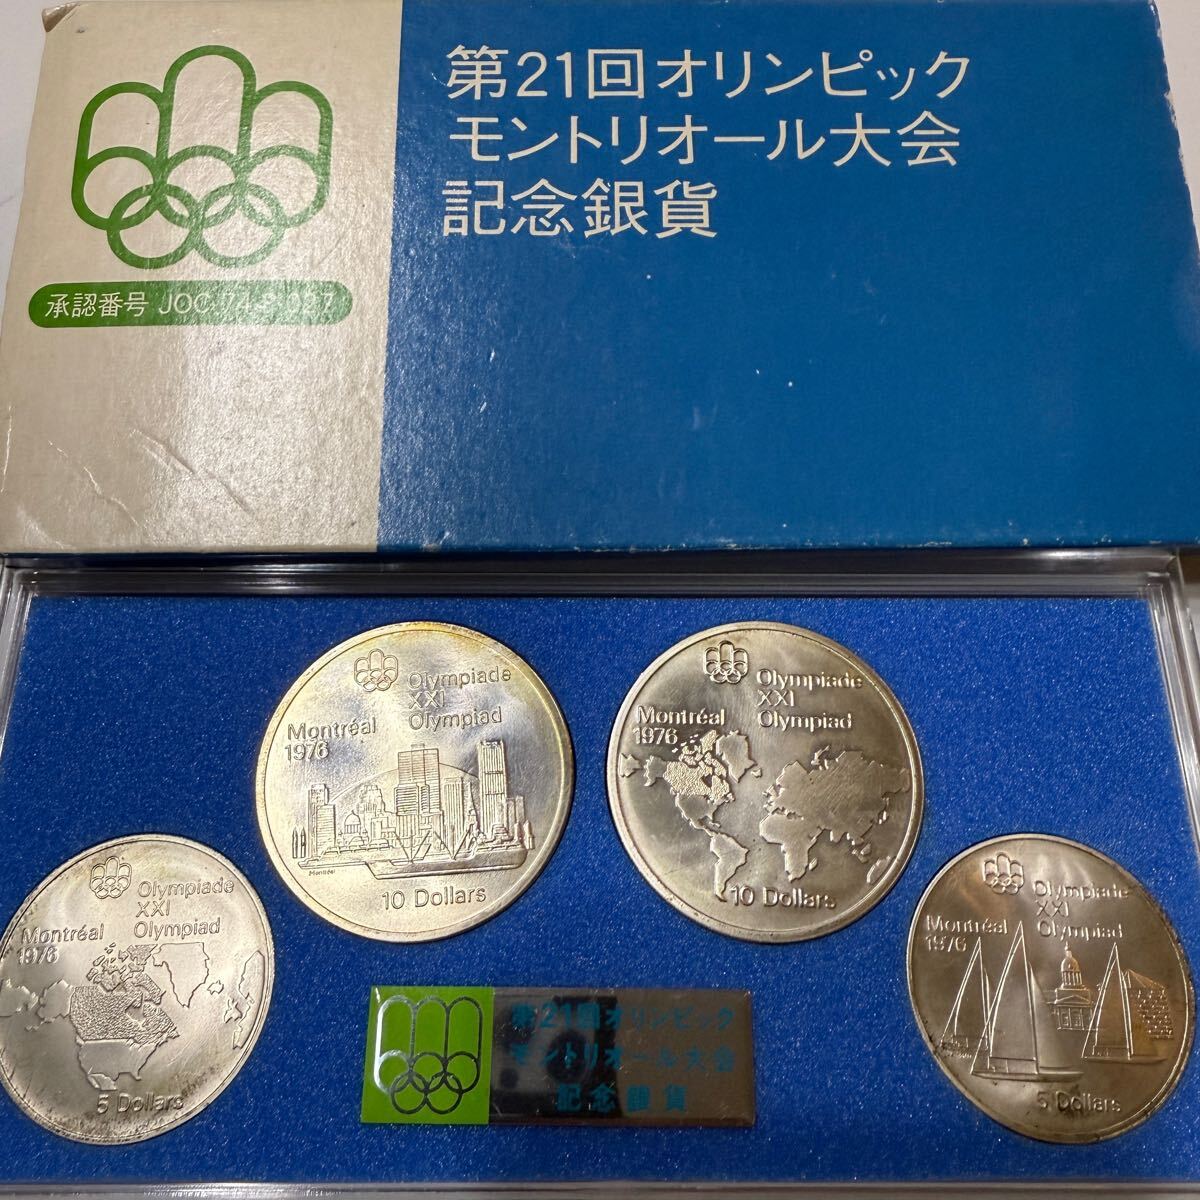 第21回オリンピック
モントリオール大会
記念銀貨
承認番号
Olympiade
XXI
Olympiad
Montréal
1976
Montréal
10 Dollars
Olympiade
XXI
Olympiad
Montréal
1976
10 Dollars
Olympiade
XXI
Olympiad
Montréal
1976
5 Dollars
Olympiade
XXI
Olympiad
Montréal
1976
5 Dollars
第21回オリンピック
モントリオール大会
記念銀貨